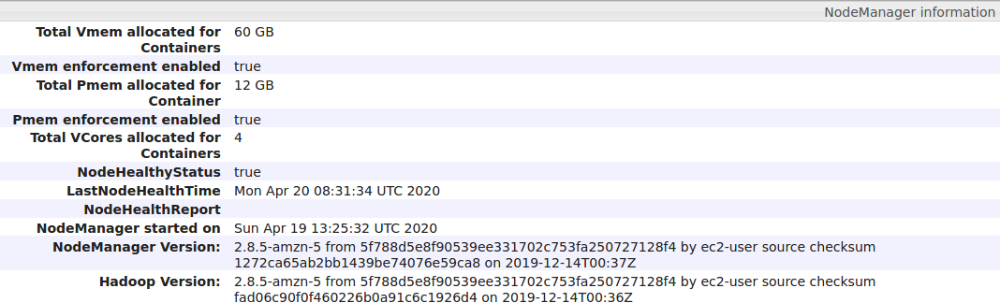 NodeManager information
Total Vmem allocated for Containers 60 GB
Vmem enforcement enabled true
Total Pmem allocated for Container 12 GB
Pmem enforcement enabled true
Total VCores allocated for Containers 4
NodeHealthyStatus true
LastNodeHealthTime Mon Apr 20 08:31:34 UTC 2020
NodeHealthReport
NodeManager started on Sun Apr 19 13:25:32 UTC 2020
NodeManager Version: 2.8.5-amzn-5 from 5f788d5e8f90539ee331702c753fa250727128f4 by ec2-user source checksum
1272ca65ab2bb1439be74076e59ca8 on 2019-12-14T00:37Z
Hadoop Version: 2.8.5-amzn-5 from 5f788d5e8f90539ee331702c753fa250727128f4 by ec2-user source checksum
fad06c90f0f460226b0a91c6c1926d4 on 2019-12-14T00:36Z